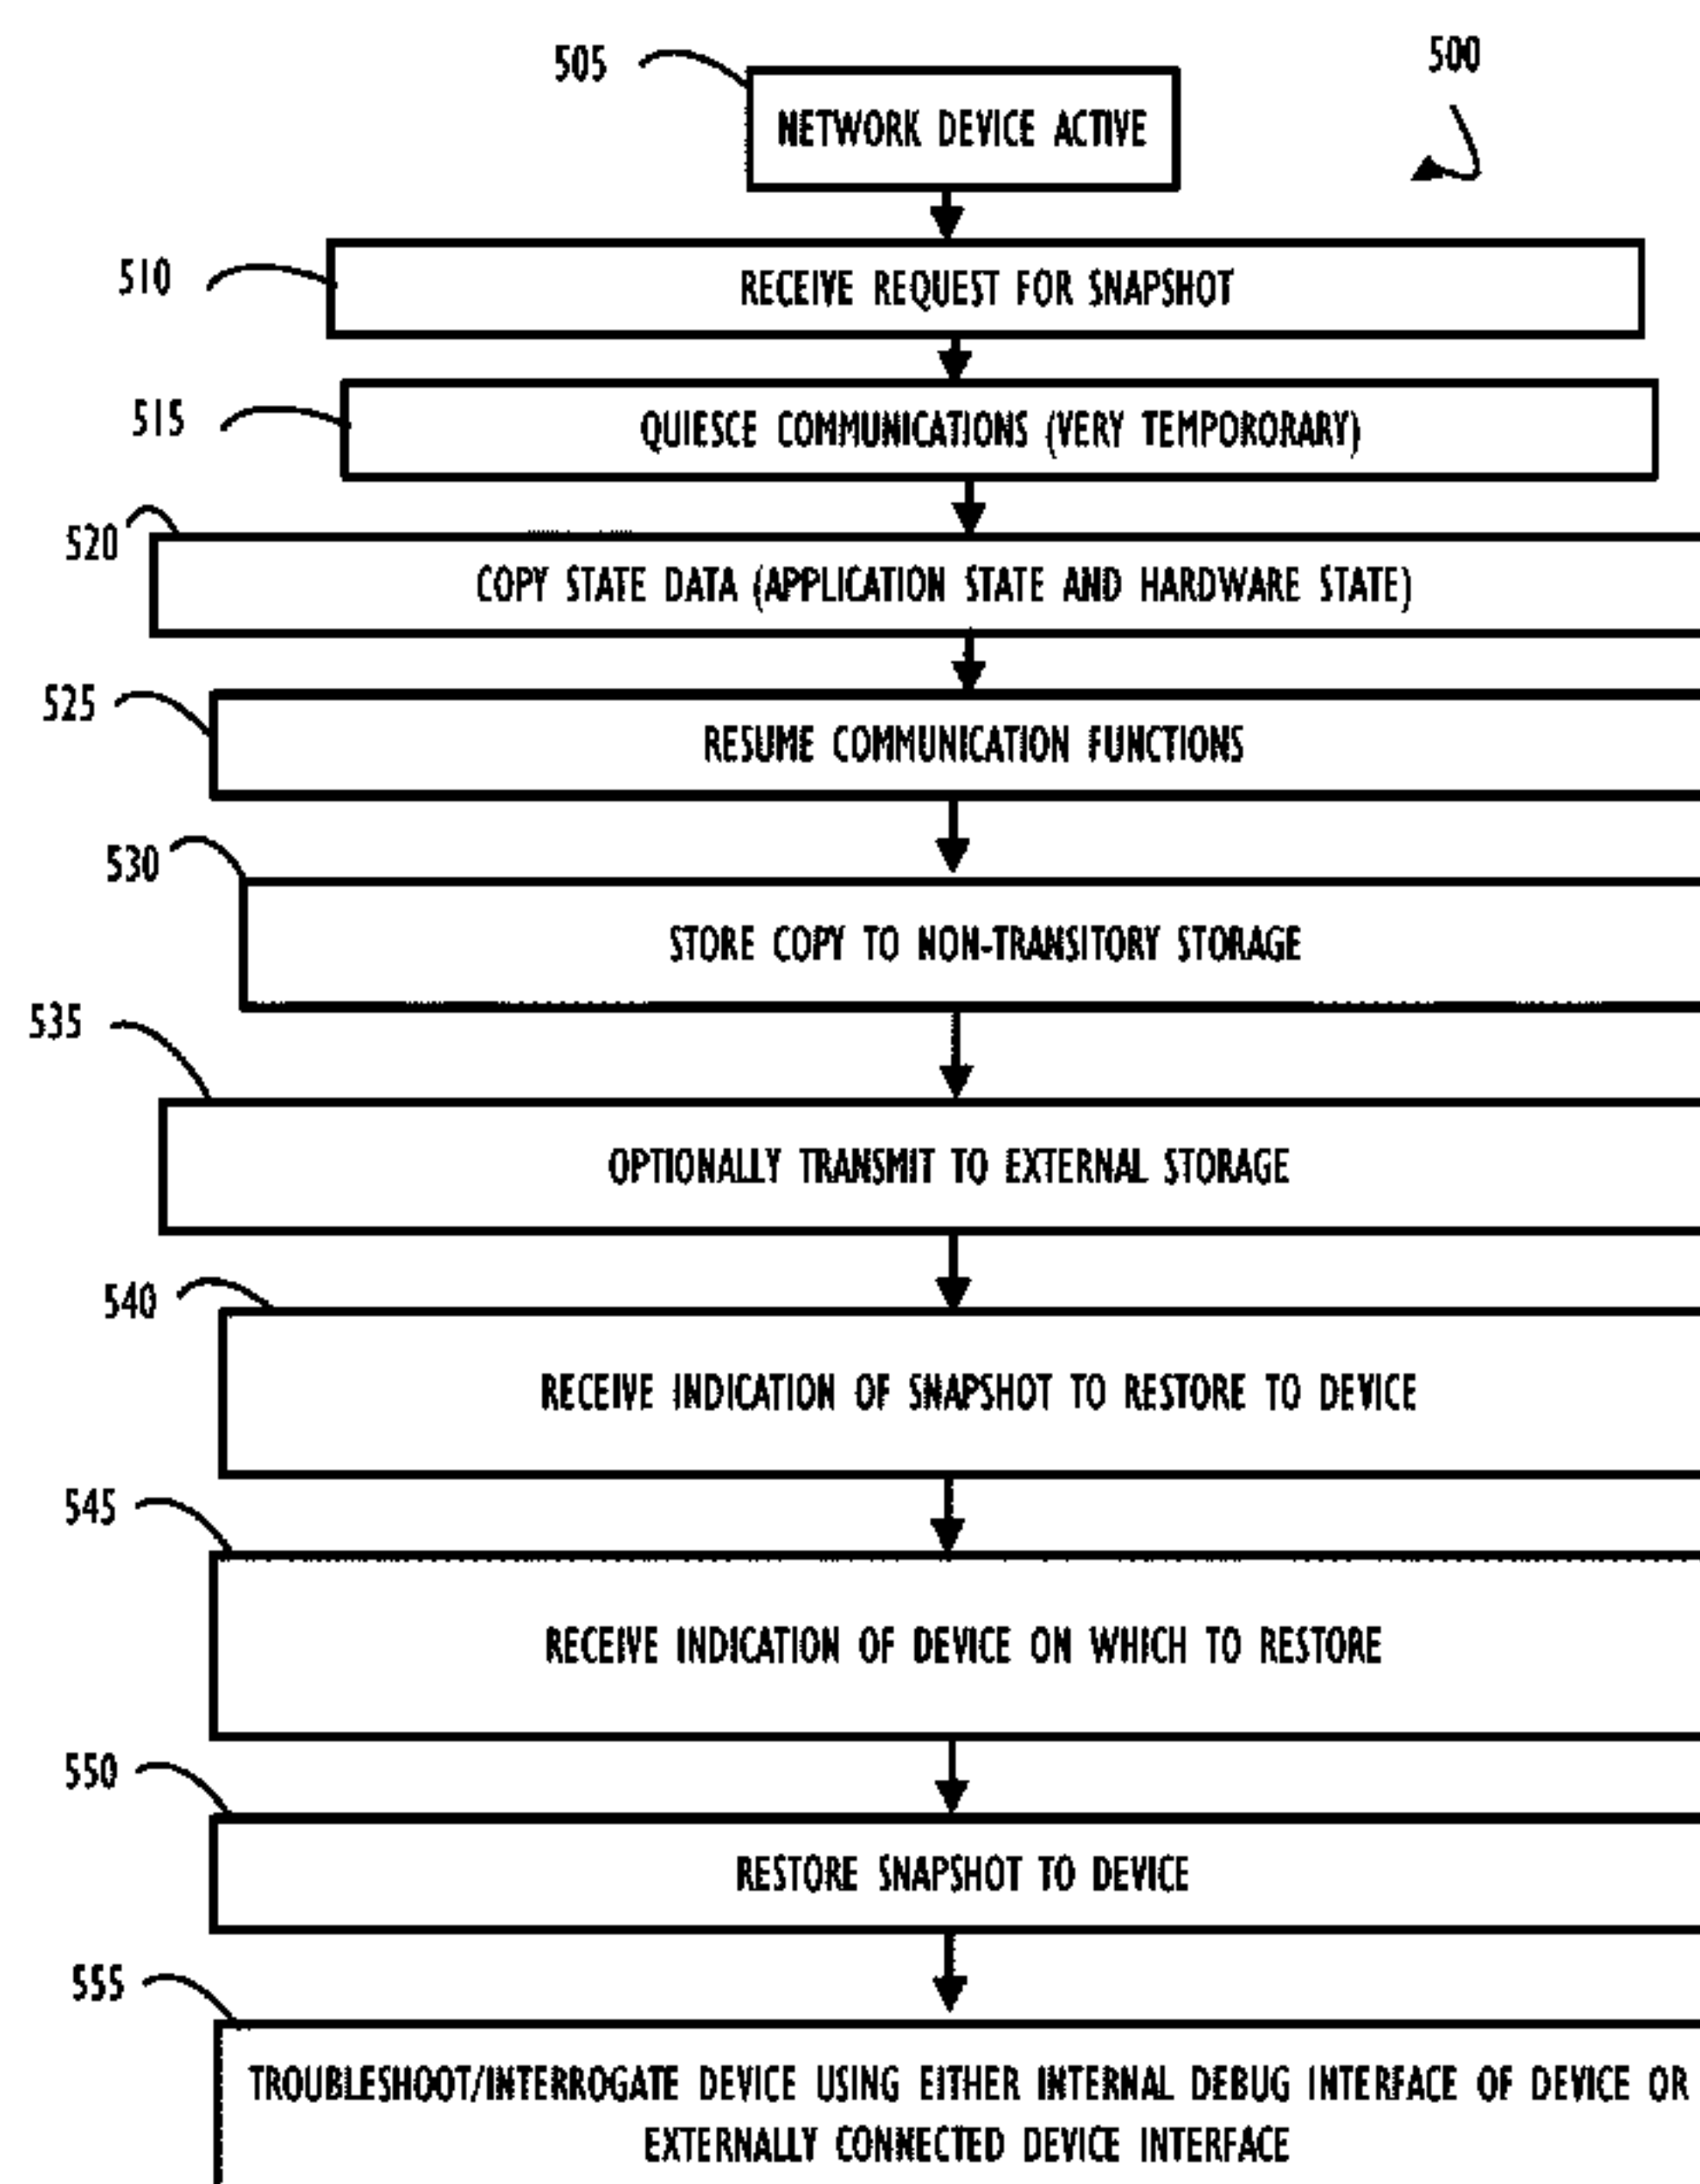 505
500
NETWORK DEVICE ACTIVE
510
RECEIVE REQUEST FOR SNAPSHOT
515
QUIESCE COMMUNICATIONS (VERY TEMPORORARY)
520
COPY STATE DATA (APPLICATION STATE AND HARDWARE STATE)
525
RESUME COMMUNICATION FUNCTIONS
530
STORE COPY TO NON-TRANSITORY STORAGE
535
OPTIONALLY TRANSMIT TO EXTERNAL STORAGE
540
RECEIVE INDICATION OF SNAPSHOT TO RESTORE TO DEVICE
545
RECEIVE INDICATION OF DEVICE ON WHICH TO RESTORE
550
RESTORE SNAPSHOT TO DEVICE
555
TROUBLESHOOT/INTERROGATE DEVICE USING EITHER INTERNAL DEBUG INTERFACE OF DEVICE OR
EXTERNALLY CONNECTED DEVICE INTERFACE